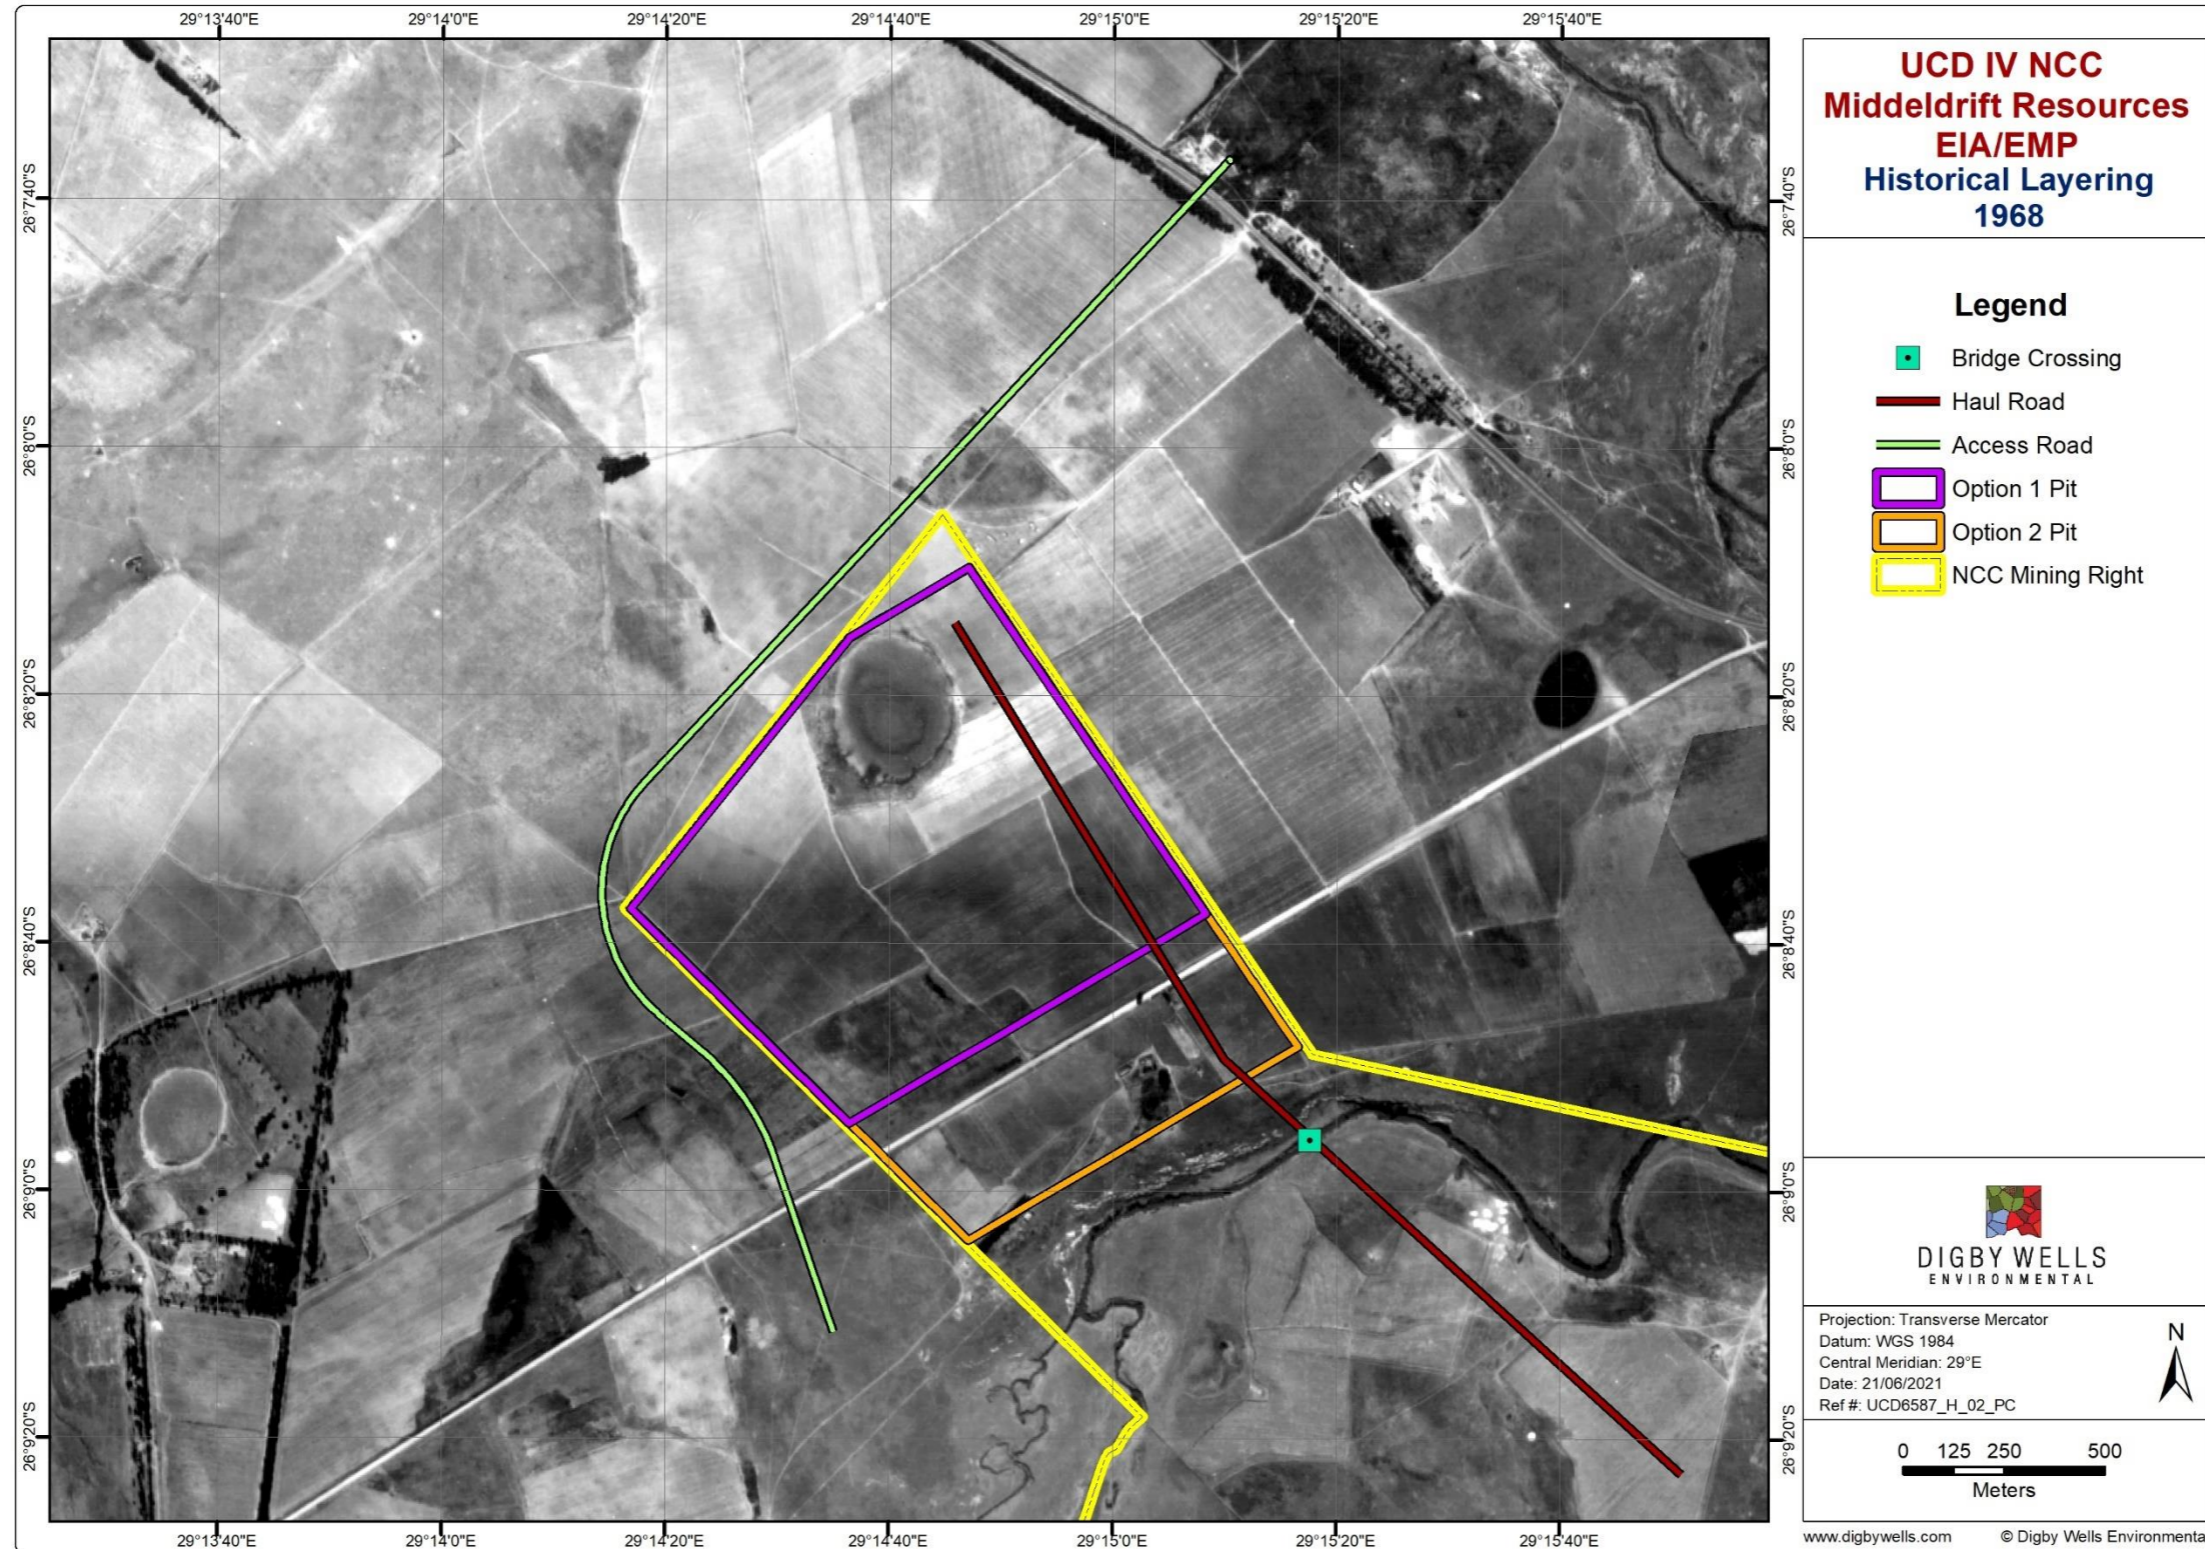 29°13'40"E
29°14'0"E
29°14'20"E
29°14'40"E
29°15'0"E
29°15'20"E
29°15'40"E
26°7'40"S
26°8'0"S
26°8'20"S
26°8'40"S
26°9'0"S
26°9'20"S
26°7'40"S
26°8'0"S
26°8'20"S
26°8'40"S
26°9'0"S
26°9'20"S
29°13'40"E
29°14'0"E
29°14'20"E
29°14'40"E
29°15'0"E
29°15'20"E
29°15'40"E
UCD IV NCC
Middeldrift Resources
EIA/EMP
Historical Layering
1968
Legend
Bridge Crossing
Haul Road
Access Road
Option 1 Pit
Option 2 Pit
NCC Mining Right
DIGBY WELLS
ENVIRONMENTAL
Projection: Transverse Mercator
Datum: WGS 1984
Central Meridian: 29°E
Date: 21/06/2021
Ref #: UCD6587_H_02_PC
N
0 125 250 500
Meters
www.digbywells.com © Digby Wells Environmenta